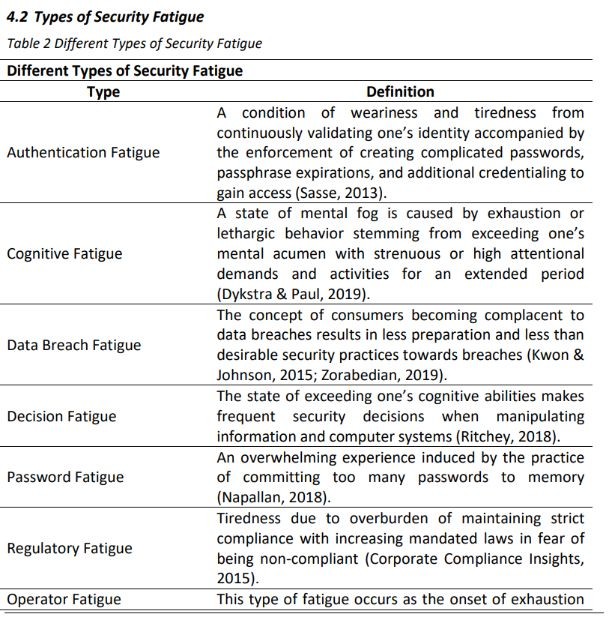 4.2 Types of Security Fatigue
Table 2 Different Types of Security Fatigue
Different Types of Security Fatigue
Type Definition
A condition of weariness and tiredness from
continuously validating one’s identity accompanied by
Authentication Fatigue the enforcement of creating complicated passwords,
passphrase expirations, and additional credentialing to
gain access (Sasse, 2013).
A state of mental fog is caused by exhaustion or
lethargic behavior stemming from exceeding one’s
Cognitive Fatigue mental acumen with strenuous or high attentional
demands and activities for an extended period
(Dykstra & Paul, 2019).
The concept of consumers becoming complacent to
data breaches results in less preparation and less than
Data Breach Fatigue desirable security practices towards breaches (Kwon &
Johnson, 2015; Zorabedian, 2019).
The state of exceeding one’s cognitive abilities makes
Decision Fatigue frequent security decisions when manipulating
information and computer systems (Ritchey, 2018).
An overwhelming experience induced by the practice
Password Fatigue of committing too many passwords to memory
(Napallan, 2018).
Tiredness due to overburden of maintaining strict
Regulatory Fatigue compliance with increasing mandated laws in fear of
being non-compliant (Corporate Compliance Insights,
2015).
Operator Fatigue This type of fatigue occurs as the onset of exhaustion